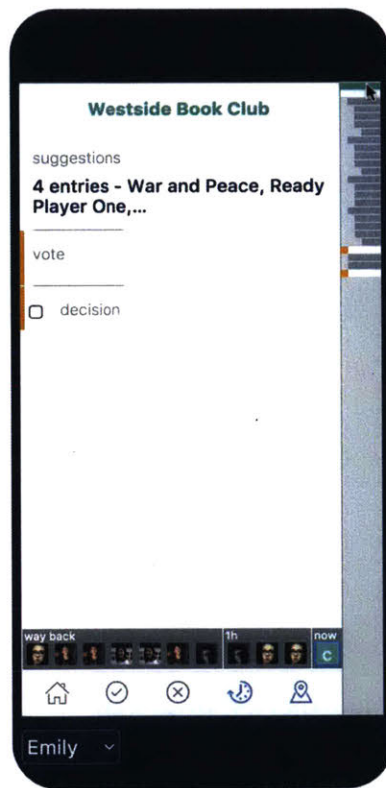 Westside Book Club
suggestions
4 entries - War and Peace, Ready
Player One,...
vote
decision
way back
1h
now
C
Emily